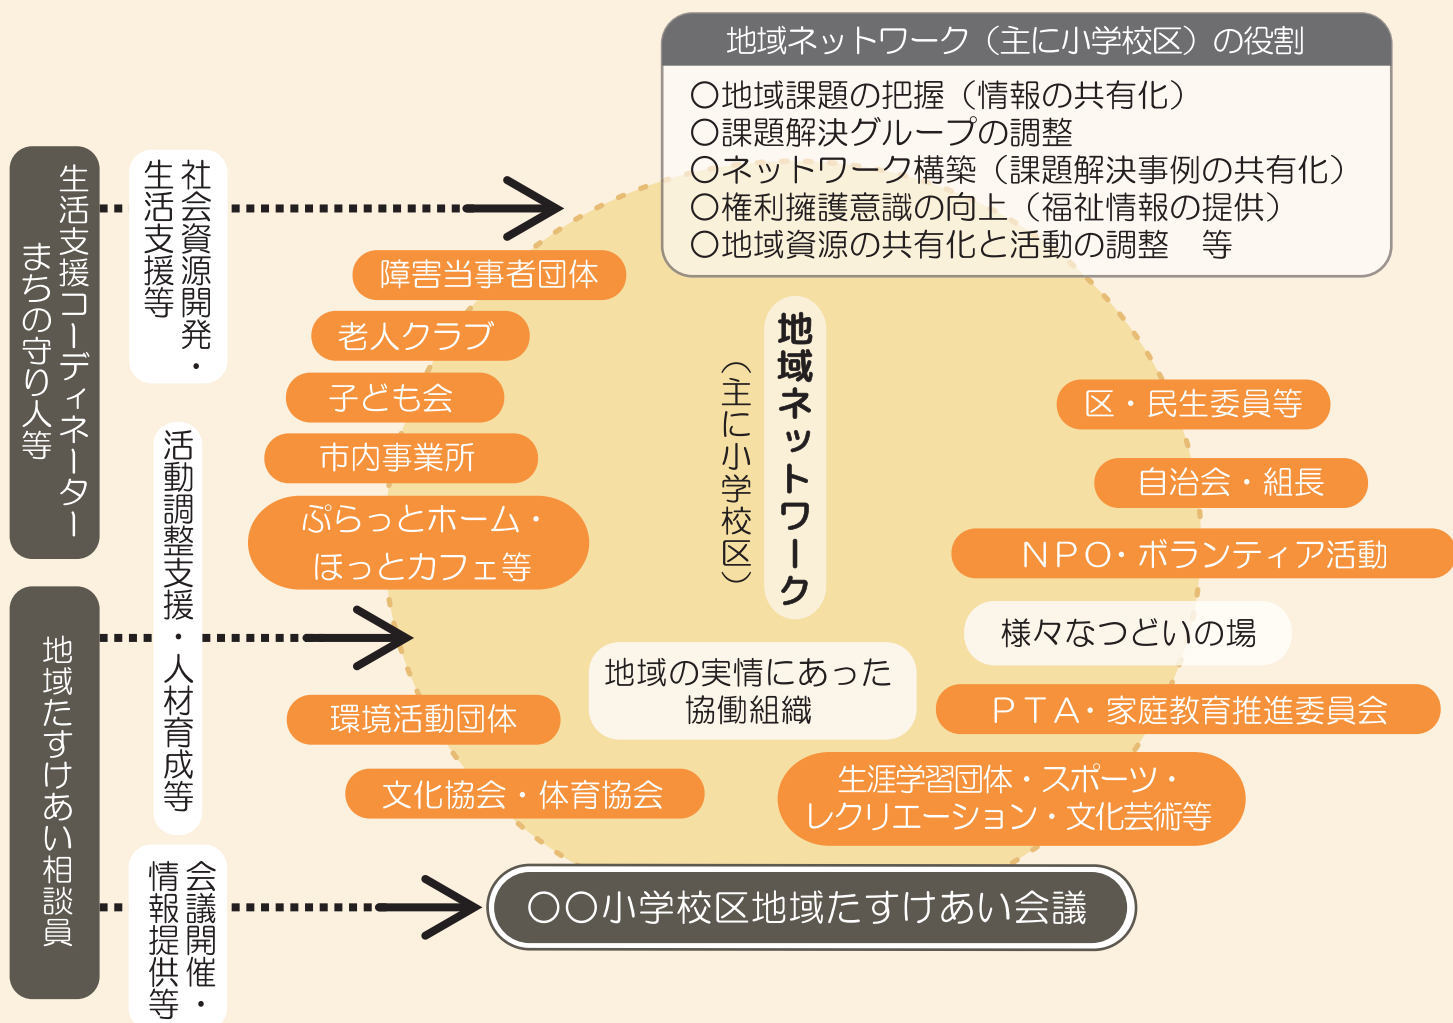 地域ネットワーク（主に小学校区）の役割
〇地域課題の把握（情報の共有化）
〇課題解決グループの調整
〇ネットワーク構築（課題解決事例の共有化）
〇権利擁護意識の向上（福祉情報の提供）
〇地域資源の共有化と活動の調整　等
生活支援コーディネーター
まちの守り人等
社会資源開発・
生活支援等
障害当事者団体
老人クラブ
子ども会
市内事業所
ぷらっとホーム・
ほっとカフェ等
地域ネットワーク
（主に小学校区）
区・民生委員等
自治会・組長
ＮＰＯ・ボランティア活動
様々なつどいの場
ＰＴＡ・家庭教育推進委員会
活動調整支援・人材育成等
地域たすけあい相談員
地域の実情にあった
協働組織
環境活動団体
文化協会・体育協会
生涯学習団体・スポーツ・
レクリエーション・文化芸術等
会議開催・
情報提供等
〇〇小学校区地域たすけあい会議